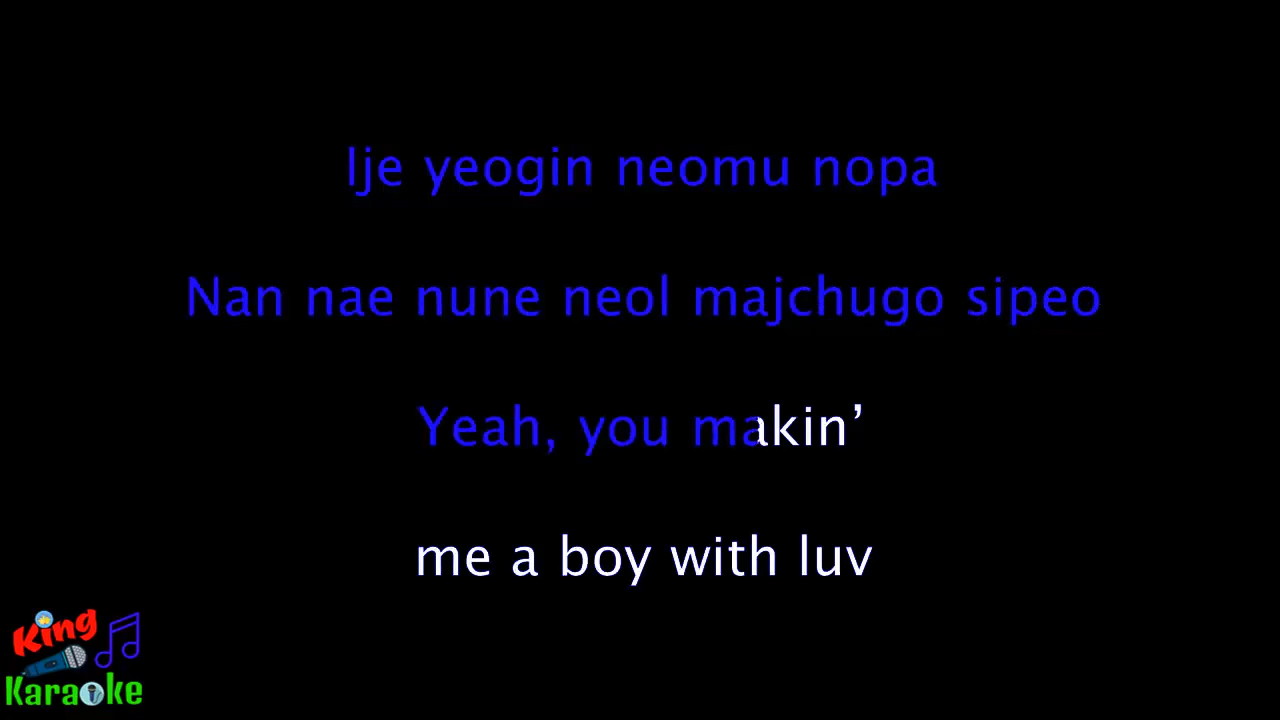 Ije yeogin neomu nopa
Nan nae nune neol majchugo sipeo
Yeah, you makin’
me a boy with luv
King
Karaoke